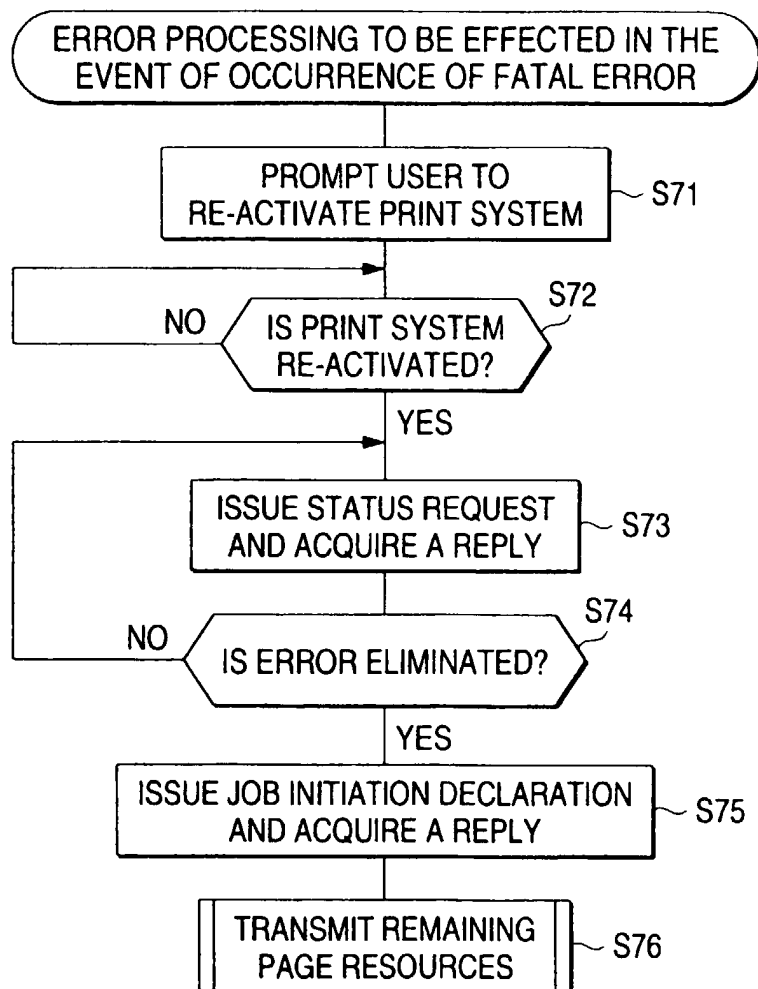 ERROR PROCESSING TO BE EFFECTED IN THE
EVENT OF OCCURRENCE OF FATAL ERROR
PROMPT USER TO
RE-ACTIVATE PRINT SYSTEM
S71
S72
NO
IS PRINT SYSTEM
RE-ACTIVATED?
YES
ISSUE STATUS REQUEST
AND ACQUIRE A REPLY
S73
S74
NO
IS ERROR ELIMINATED?
YES
ISSUE JOB INITIATION DECLARATION
AND ACQUIRE A REPLY
S75
TRANSMIT REMAINING
PAGE RESOURCES
S76